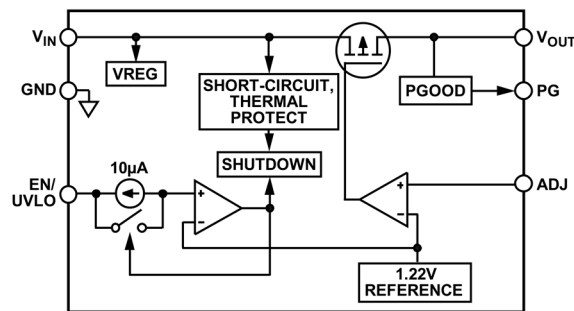 VIN
VOUT
VREG
GND
SHORT-CIRCUIT,
THERMAL
PROTECT
PGOOD
PG
10µA
SHUTDOWN
EN/
UVLO
+
−
+
−
ADJ
1.22V
REFERENCE